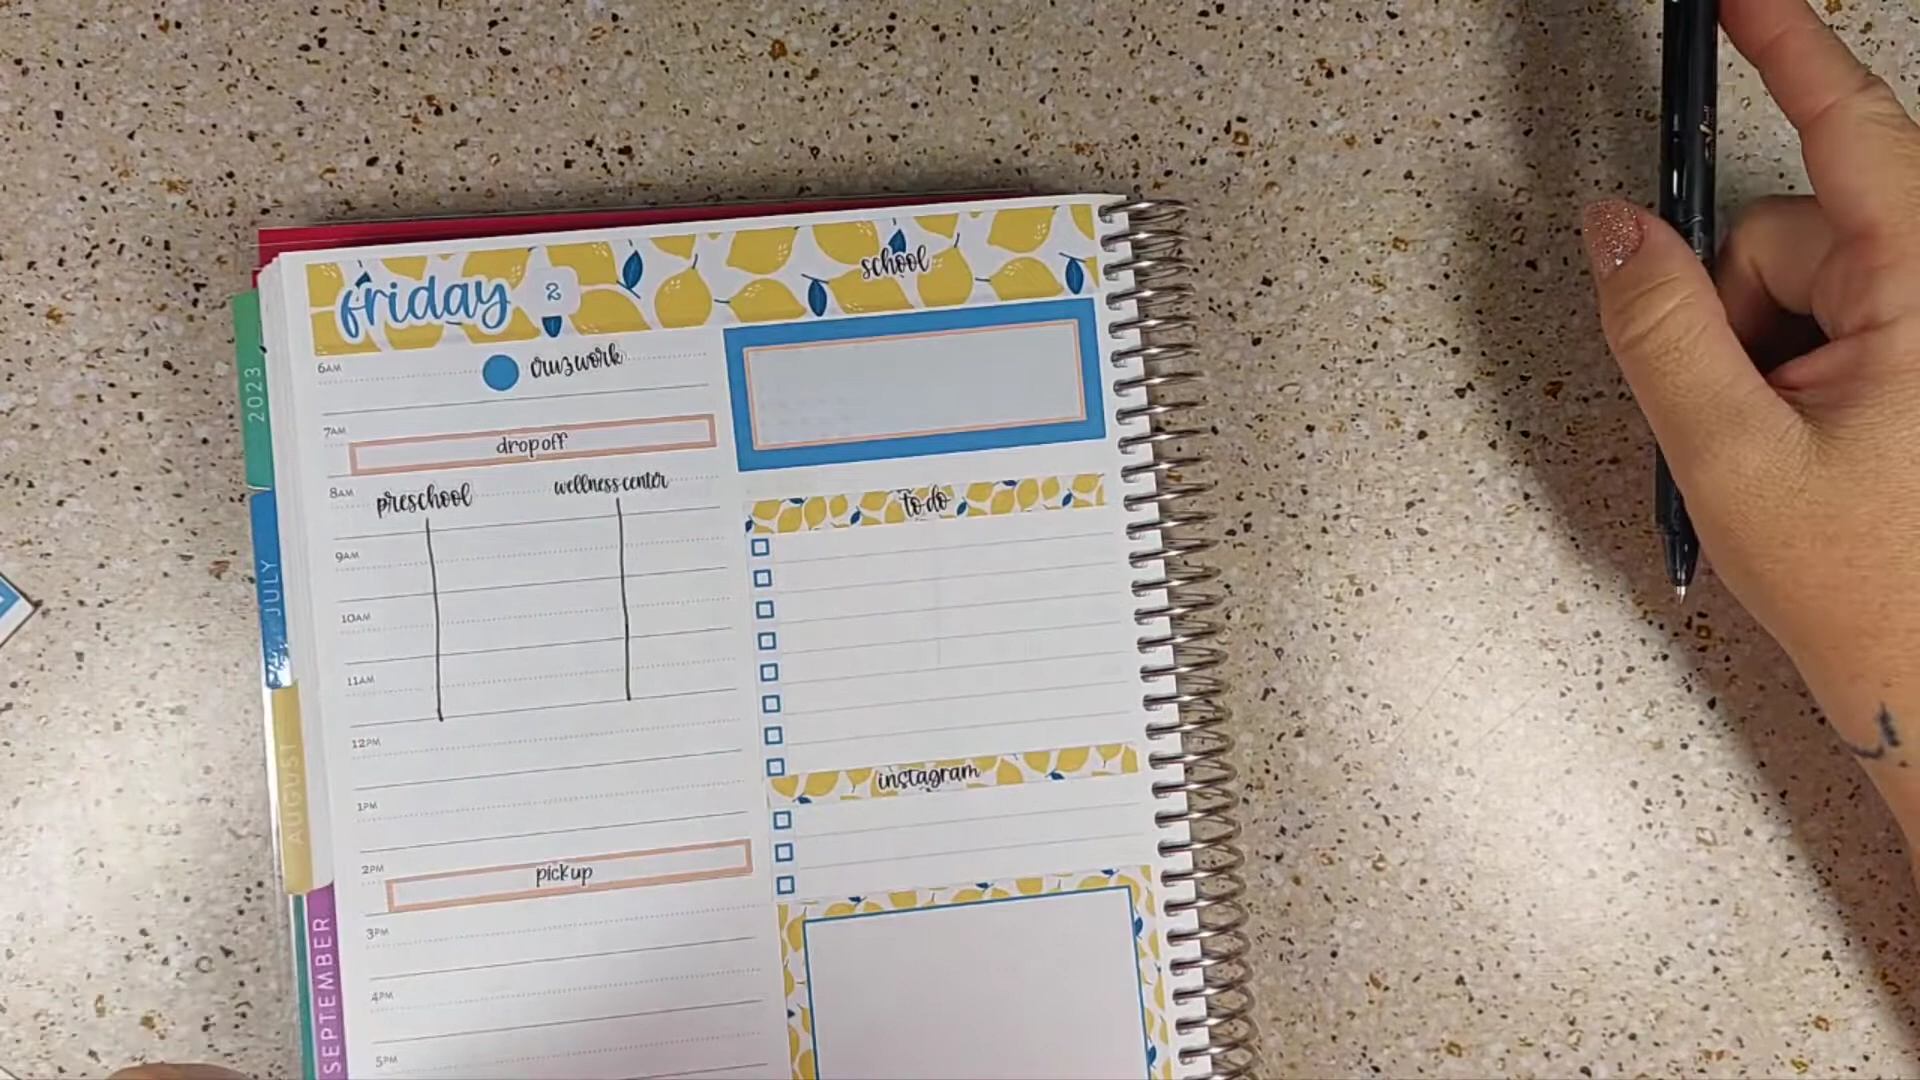 friday 2
school
6AM
cruz work
7AM
drop off
8AM
preschool
wellness center
9AM
10AM
11AM
12PM
1PM
2PM
pick up
3PM
4PM
5PM
to do
instagram
2023
JULY
AUGUST
SEPTEMBER